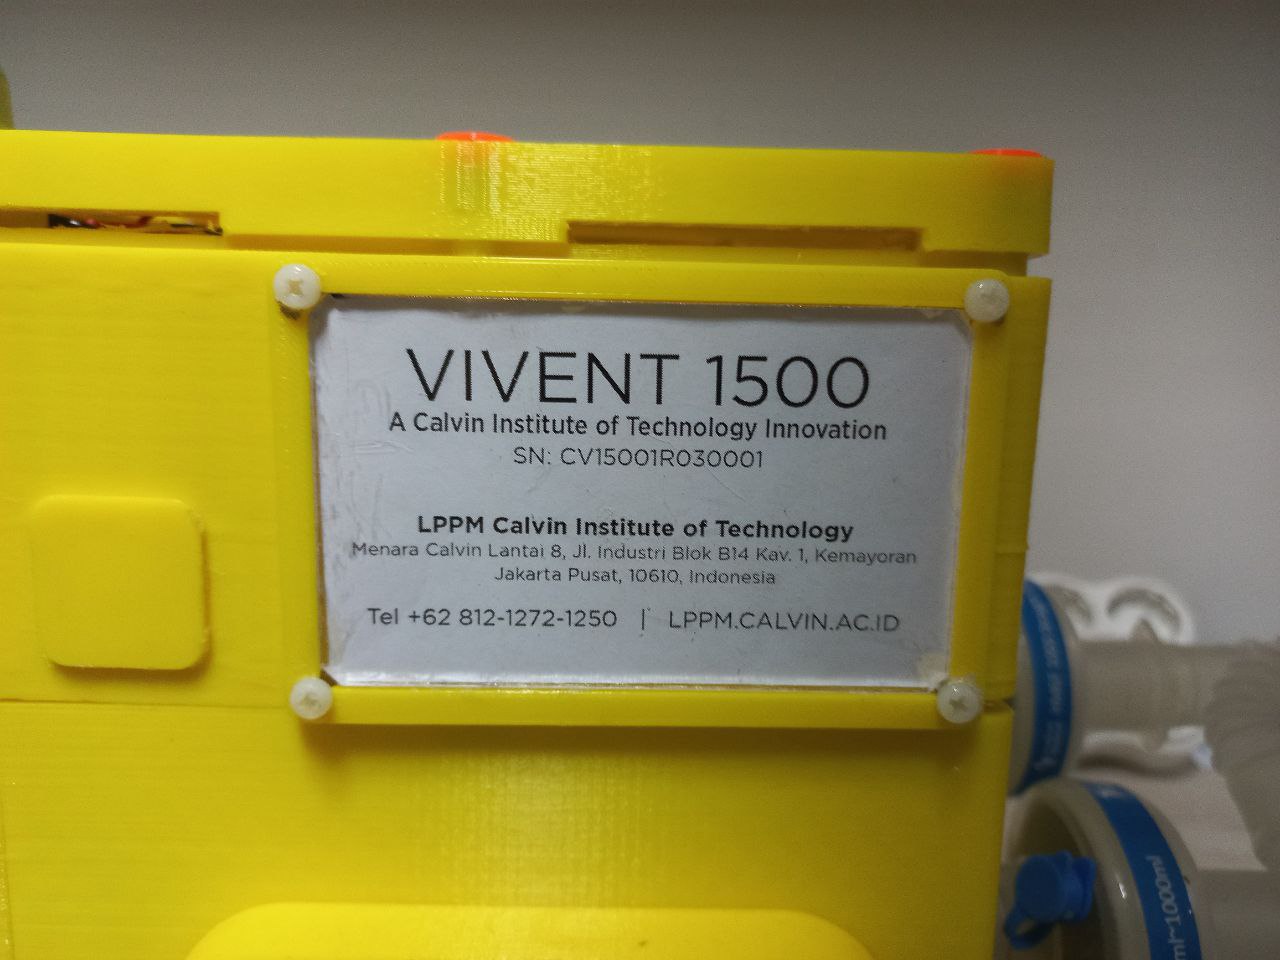 VIVENT 1500
A Calvin Institute of Technology Innovation
SN: CV15001R030001
LPPM Calvin Institute of Technology
Menara Calvin Lantai 8, Jl. Industri Blok B14 Kav. 1, Kemayoran
Jakarta Pusat, 10610, Indonesia
Tel +62 812-1272-1250 | LPPM.CALVIN.AC.ID
ml~1000ml